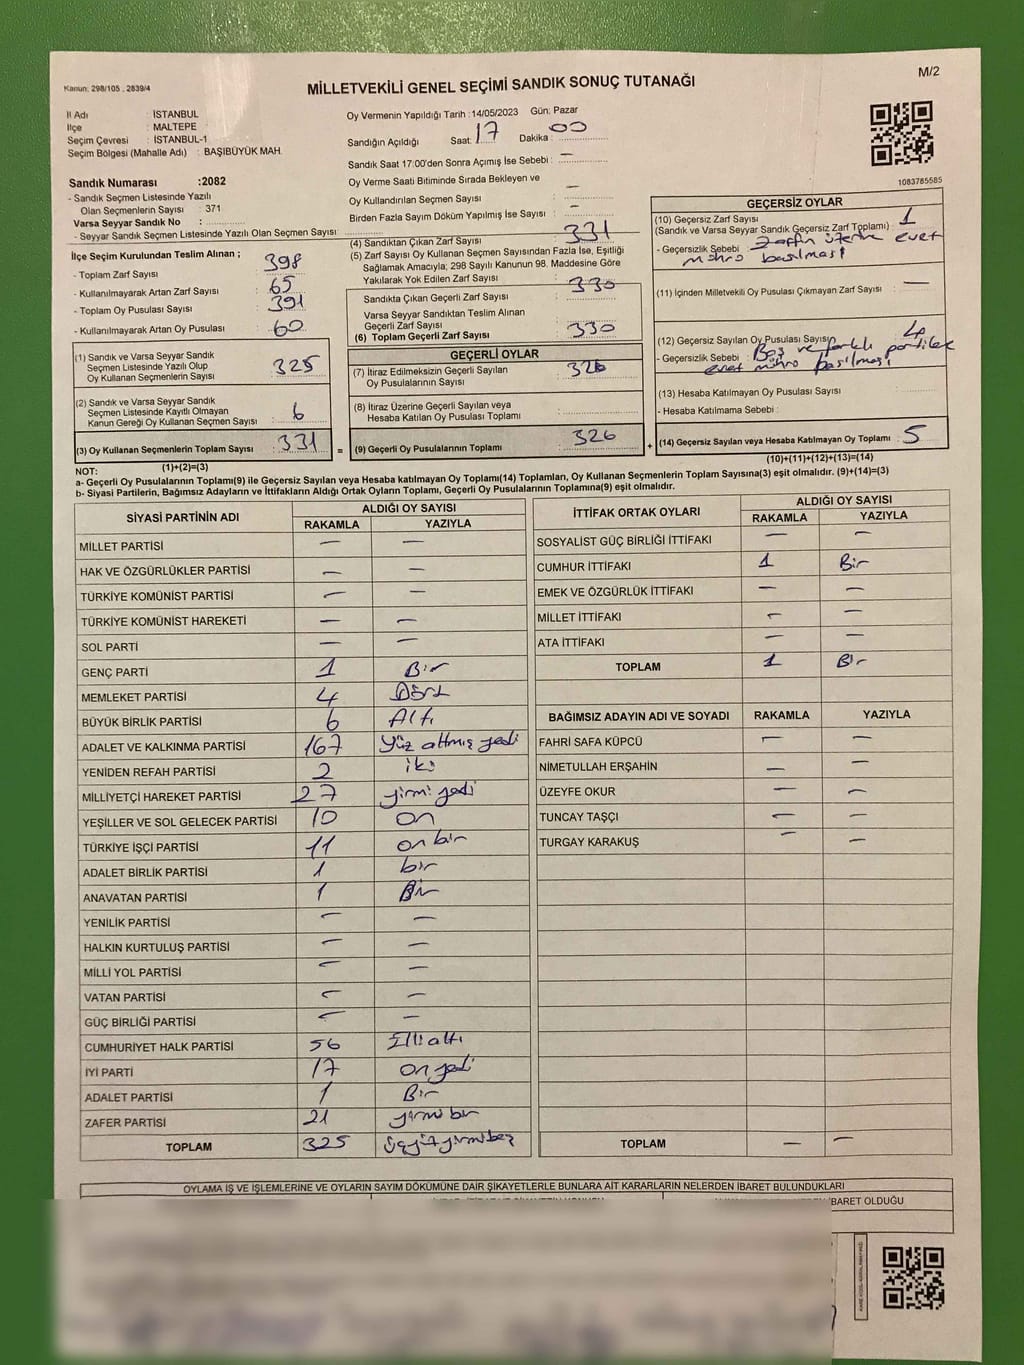 Kanun: 298/105 , 2839/4
MİLLETVEKİLİ GENEL SEÇİMİ SANDIK SONUÇ TUTANAĞI
M/2
İl Adı : İSTANBUL
İlçe : MALTEPE
Seçim Çevresi : İSTANBUL-1
Seçim Bölgesi (Mahalle Adı) : BAŞIBÜYÜK MAH.
Oy Vermenin Yapıldığı Tarih :14/05/2023 Gün: Pazar
Sandığın Açıldığı Saat: 17 Dakika : 00
Sandık Saat 17:00'den Sonra Açımış İse Sebebi : —
Oy Verme Saati Bitiminde Sırada Bekleyen ve
Oy Kullandırılan Seçmen Sayısı : —
Birden Fazla Sayım Döküm Yapılmış İse Sayısı : —
1083785585
Sandık Numarası :2082
- Sandık Seçmen Listesinde Yazılı
Olan Seçmenlerin Sayısı : 371
Varsa Seyyar Sandık No :
- Seyyar Sandık Seçmen Listesinde Yazılı Olan Seçmen Sayısı :
İlçe Seçim Kurulundan Teslim Alınan ;
- Toplam Zarf Sayısı : 398
- Kullanılmayarak Artan Zarf Sayısı : 65
- Toplam Oy Pusulası Sayısı : 391
- Kullanılmayarak Artan Oy Pusulası : 60
(1) Sandık ve Varsa Seyyar Sandık
Seçmen Listesinde Yazılı Olup
Oy Kullanan Seçmenlerin Sayısı : 325
(2) Sandık ve Varsa Seyyar Sandık
Seçmen Listesinde Kayıtlı Olmayan
Kanun Gereği Oy Kullanan Seçmen Sayısı : 6
(3) Oy Kullanan Seçmenlerin Toplam Sayısı : 331
(1)+(2)=(3)
(4) Sandıktan Çıkan Zarf Sayısı : 331
(5) Zarf Sayısı Oy Kullanan Seçmen Sayısından Fazla İse, Eşitliği
Sağlamak Amacıyla; 298 Sayılı Kanunun 98. Maddesine Göre
Yakılarak Yok Edilen Zarf Sayısı :
Sandıkta Çıkan Geçerli Zarf Sayısı : 330
Varsa Seyyar Sandıktan Teslim Alınan
Geçerli Zarf Sayısı :
(6) Toplam Geçerli Zarf Sayısı : 330
GEÇERLİ OYLAR
(7) İtiraz Edilmeksizin Geçerli Sayılan
Oy Pusulalarının Sayısı : 326
(8) İtiraz Üzerine Geçerli Sayılan veya
Hesaba Katılan Oy Pusulası Toplamı :
= (9) Geçerli Oy Pusulalarının Toplamı : 326
GEÇERSİZ OYLAR
(10) Geçersiz Zarf Sayısı : 1
(Sandık ve Varsa Seyyar Sandık Geçersiz Zarf Toplamı)
- Geçersizlik Sebebi : Zarfın üzerine evet
mührü basılması
(11) İçinden Milletvekili Oy Pusulası Çıkmayan Zarf Sayısı : —
(12) Geçersiz Sayılan Oy Pusulası Sayısı : 4
- Geçersizlik Sebebi : Boş ve farklı partilere
evet mührü basılması
(13) Hesaba Katılmayan Oy Pusulası Sayısı :
- Hesaba Katılmama Sebebi :
+ (14) Geçersiz Sayılan veya Hesaba Katılmayan Oy Toplamı : 5
(10)+(11)+(12)+(13)=(14)
NOT:
a- Geçerli Oy Pusulalarının Toplamı(9) ile Geçersiz Sayılan veya Hesaba katılmayan Oy Toplamı(14) Toplamları, Oy Kullanan Seçmenlerin Toplam Sayısına(3) eşit olmalıdır. (9)+(14)=(3)
b- Siyasi Partilerin, Bağımsız Adayların ve İttifakların Aldığı Ortak Oyların Toplamı, Geçerli Oy Pusulalarının Toplamına(9) eşit olmalıdır.
SİYASİ PARTİNİN ADI ALDIĞI OY SAYISI
RAKAMLA YAZIYLA
MİLLET PARTİSİ — —
HAK VE ÖZGÜRLÜKLER PARTİSİ — —
TÜRKİYE KOMÜNİST PARTİSİ — —
TÜRKİYE KOMÜNİST HAREKETİ — —
SOL PARTİ — —
GENÇ PARTİ 1 Bir
MEMLEKET PARTİSİ 4 Dört
BÜYÜK BİRLİK PARTİSİ 6 Altı
ADALET VE KALKINMA PARTİSİ 167 Yüz altmış yedi
YENİDEN REFAH PARTİSİ 2 iki
MİLLİYETÇİ HAREKET PARTİSİ 27 yirmi yedi
YEŞİLLER VE SOL GELECEK PARTİSİ 10 on
TÜRKİYE İŞÇİ PARTİSİ 11 on bir
ADALET BİRLİK PARTİSİ 1 bir
ANAVATAN PARTİSİ 1 Bir
YENİLİK PARTİSİ — —
HALKIN KURTULUŞ PARTİSİ — —
MİLLİ YOL PARTİSİ — —
VATAN PARTİSİ — —
GÜÇ BİRLİĞİ PARTİSİ — —
CUMHURİYET HALK PARTİSİ 56 Elli altı
İYİ PARTİ 17 on yedi
ADALET PARTİSİ 1 Bir
ZAFER PARTİSİ 21 yirmi bir
TOPLAM 325 üçyüzyirmibeş
İTTİFAK ORTAK OYLARI ALDIĞI OY SAYISI
RAKAMLA YAZIYLA
SOSYALİST GÜÇ BİRLİĞİ İTTİFAKI — —
CUMHUR İTTİFAKI 1 Bir
EMEK VE ÖZGÜRLÜK İTTİFAKI — —
MİLLET İTTİFAKI — —
ATA İTTİFAKI — —
TOPLAM 1 Bir
BAĞIMSIZ ADAYIN ADI VE SOYADI RAKAMLA YAZIYLA
FAHRİ SAFA KÜPCÜ — —
NİMETULLAH ERŞAHİN — —
ÜZEYFE OKUR — —
TUNCAY TAŞÇI — —
TURGAY KARAKUŞ — —
TOPLAM — —
OYLAMA İŞ VE İŞLEMLERİNE VE OYLARIN SAYIM DÖKÜMÜNE DAİR ŞİKAYETLERLE BUNLARA AİT KARARLARIN NELERDEN İBARET BULUNDUKLARI
İBARET OLDUĞU